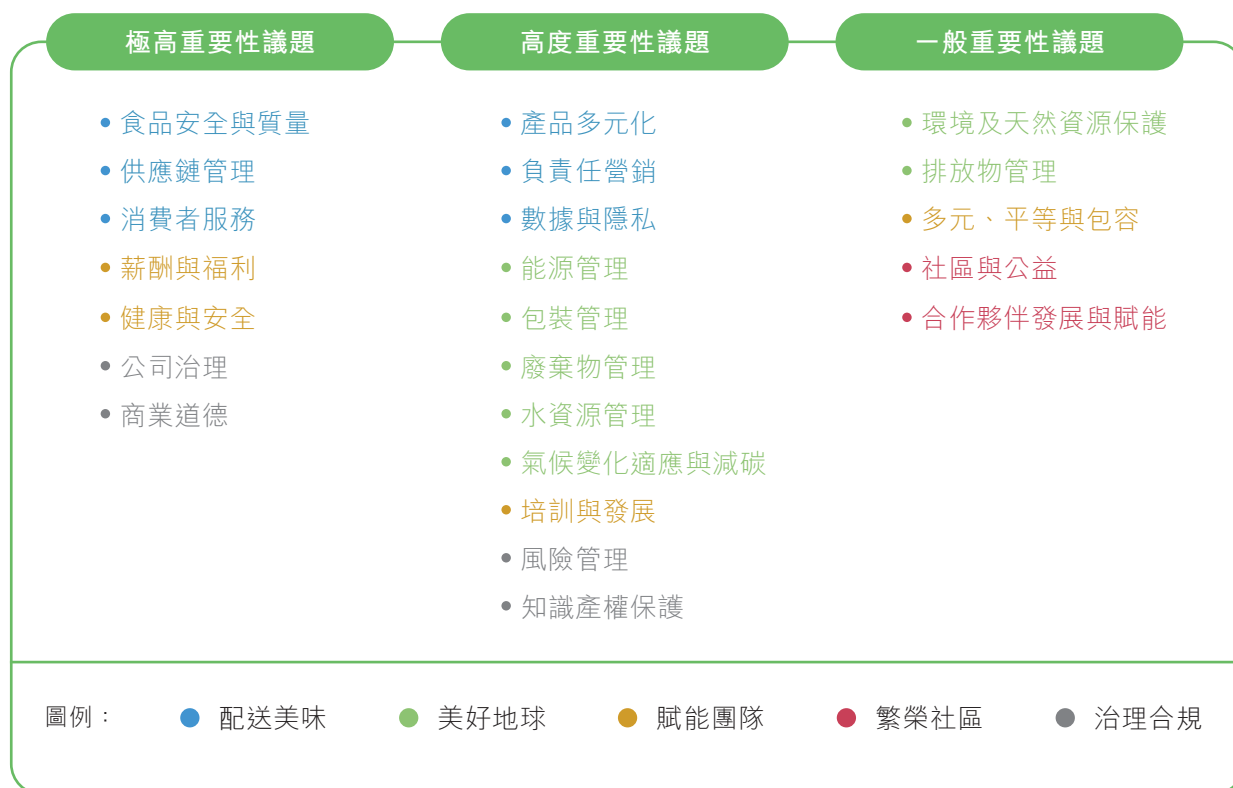 極高重要性議題
食品安全與質量
供應鏈管理
消費者服務
薪酬與福利
健康與安全
公司治理
商業道德
高度重要性議題
產品多元化
負責任營銷
數據與隱私
能源管理
包裝管理
廢棄物管理
水資源管理
氣候變化適應與減碳
培訓與發展
風險管理
知識產權保護
一般重要性議題
環境及天然資源保護
排放物管理
多元、平等與包容
社區與公益
合作夥伴發展與賦能
圖例： 配送美味 美好地球 賦能團隊 繁榮社區 治理合規